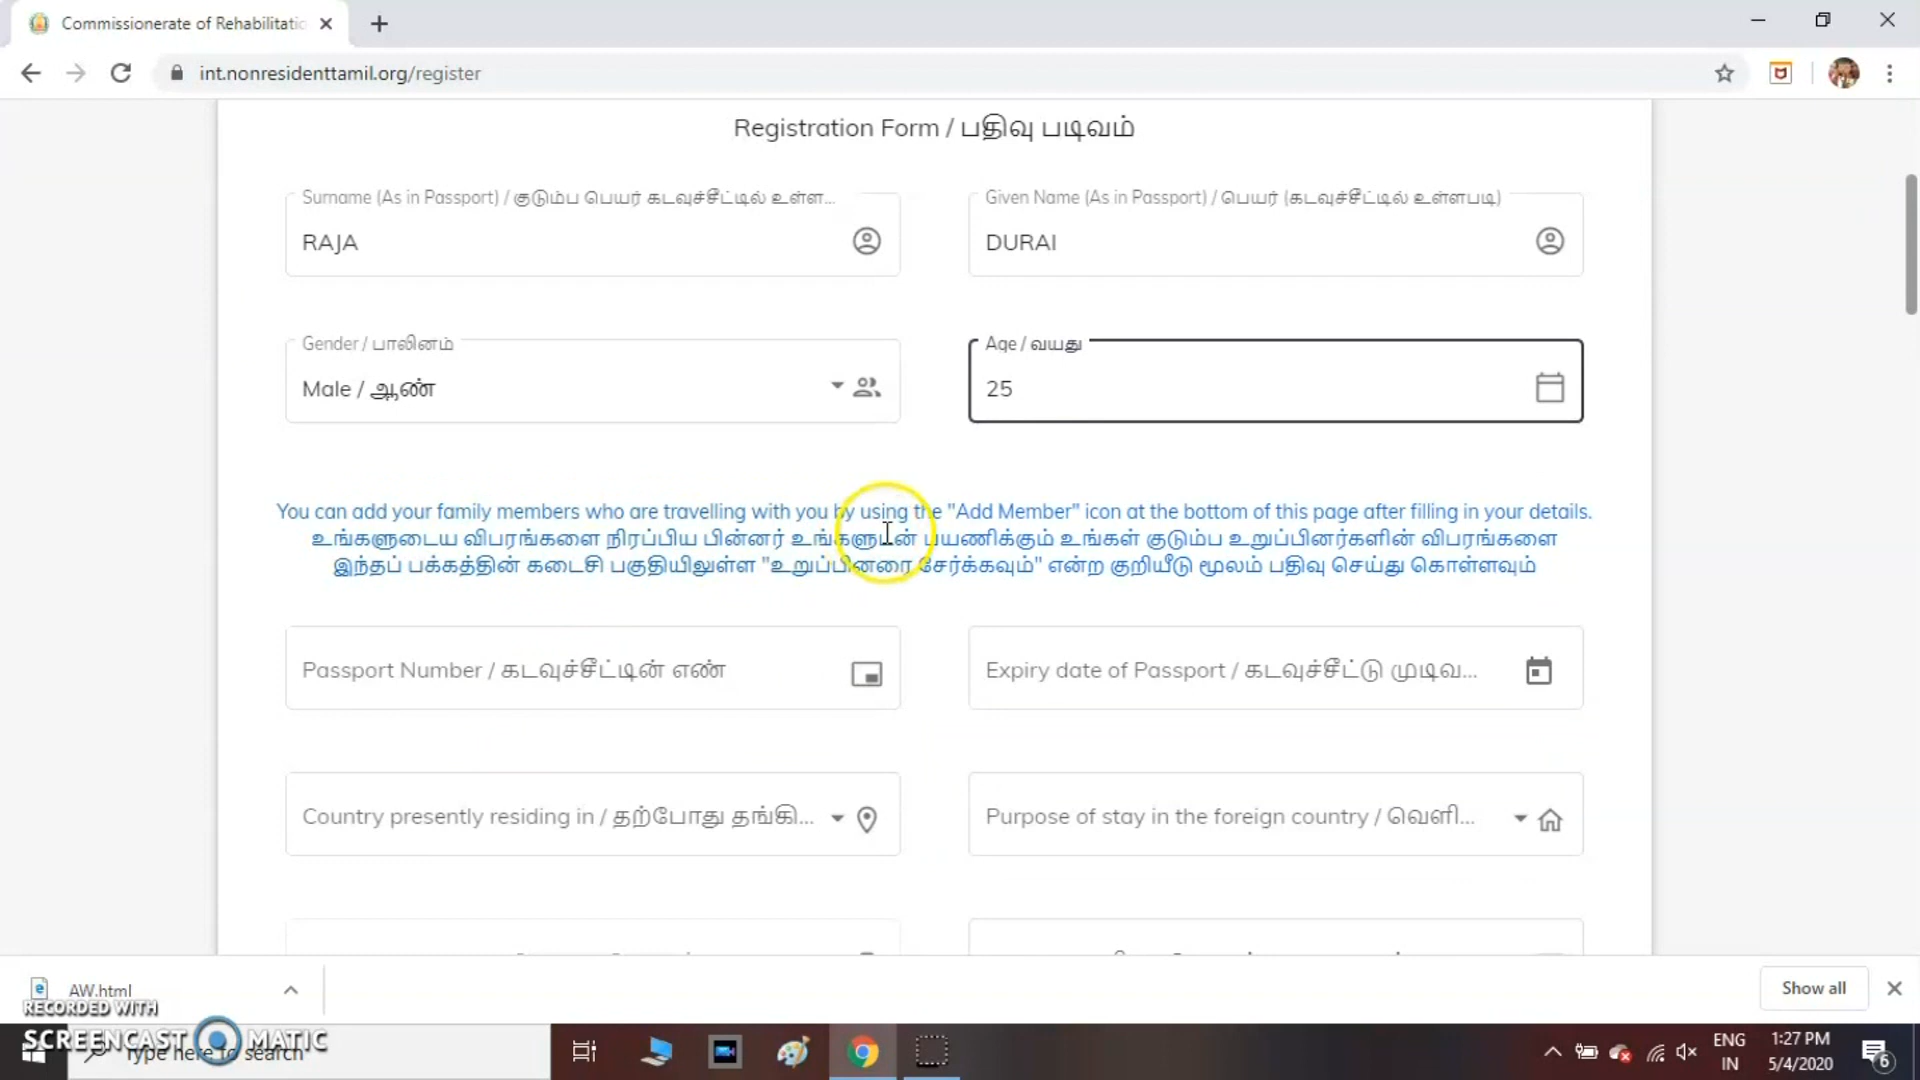 Commissionerate of Rehabilitatic
int.nonresidenttamil.org/register
Registration Form / பதிவு படிவம்
Surname (As in Passport) / குடும்ப பெயர் கடவுச்சீட்டில் உள்ள...
Given Name (As in Passport) / பெயர் (கடவுச்சீட்டில் உள்ளபடி)
RAJA
DURAI
Gender / பாலினம்
Age / வயது
Male / ஆண்
25
You can add your family members who are travelling with you by using the "Add Member" icon at the bottom of this page after filling in your details.
உங்களுடைய விபரங்களை நிரப்பிய பின்னர் உங்களுடன் பயணிக்கும் உங்கள் குடும்ப உறுப்பினர்களின் விபரங்களை
இந்தப் பக்கத்தின் கடைசி பகுதியிலுள்ள "உறுப்பினரை சேர்க்கவும்" என்ற குறியீடு மூலம் பதிவு செய்து கொள்ளவும்
Passport Number / கடவுச்சீட்டின் எண்
Expiry date of Passport / கடவுச்சீட்டு முடிவ...
Country presently residing in / தற்போது தங்கி...
Purpose of stay in the foreign country / வெளி...
AW.html
Show all
RECORDED WITH
SCREENCAST MATIC
Type here to search
ENG
IN
1:27 PM
5/4/2020
6